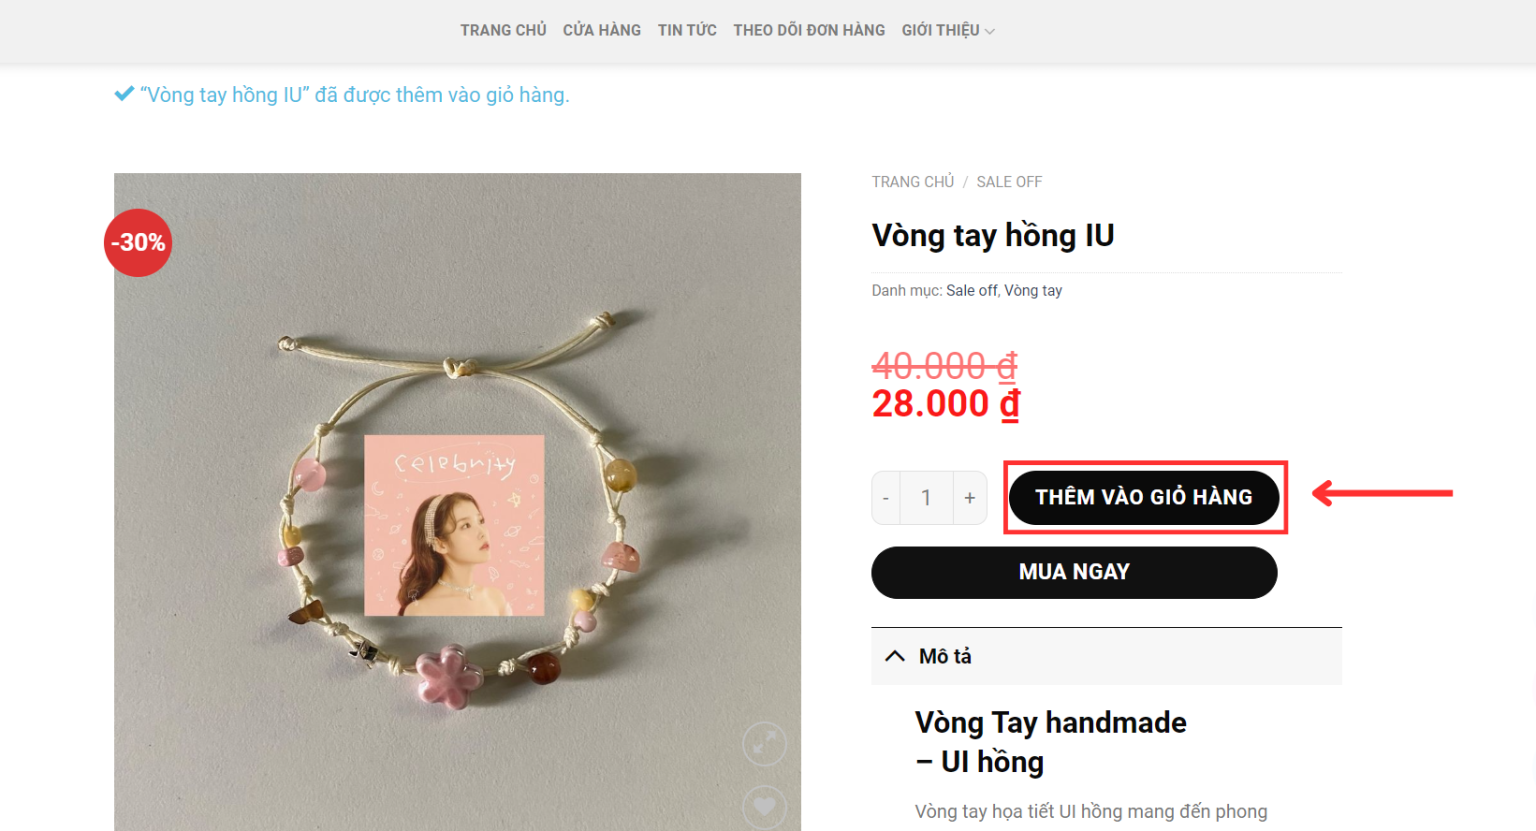 TRANG CHỦ CỬA HÀNG TIN TỨC THEO DÕI ĐƠN HÀNG GIỚI THIỆU
“Vòng tay hồng IU” đã được thêm vào giỏ hàng.
-30%
celebrity
TRANG CHỦ / SALE OFF
Vòng tay hồng IU
Danh mục: Sale off, Vòng tay
40.000 ₫
28.000 ₫
- 1 + THÊM VÀO GIỎ HÀNG
MUA NGAY
Mô tả
Vòng Tay handmade
– UI hồng
Vòng tay họa tiết UI hồng mang đến phong